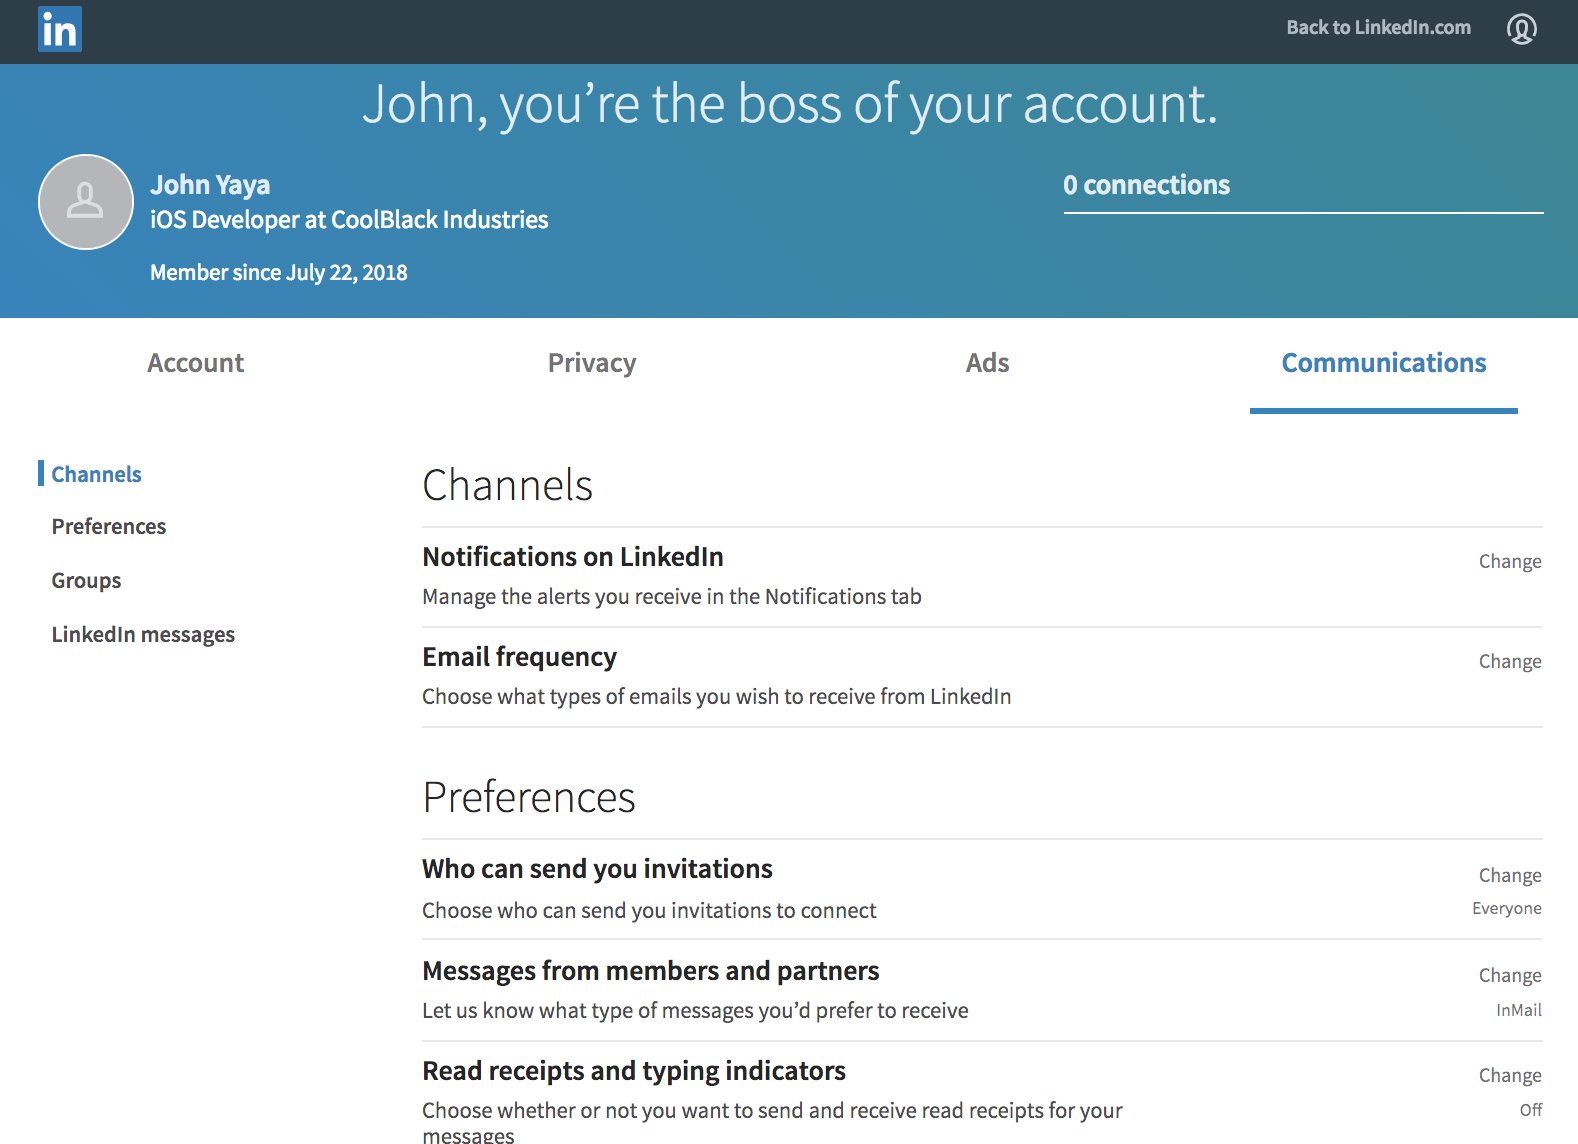 in
Back to LinkedIn.com
John, you’re the boss of your account.
John Yaya
iOS Developer at CoolBlack Industries
Member since July 22, 2018
0 connections
Account
Privacy
Ads
Communications
Channels
Preferences
Groups
LinkedIn messages
Channels
Notifications on LinkedIn
Change
Manage the alerts you receive in the Notifications tab
Email frequency
Change
Choose what types of emails you wish to receive from LinkedIn
Preferences
Who can send you invitations
Change
Choose who can send you invitations to connect
Everyone
Messages from members and partners
Change
Let us know what type of messages you’d prefer to receive
InMail
Read receipts and typing indicators
Change
Choose whether or not you want to send and receive read receipts for your
messages
Off